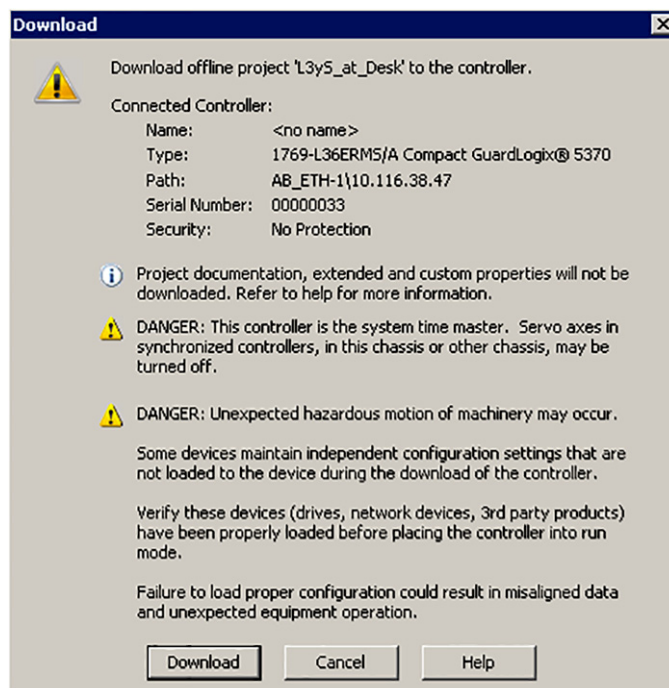 Download
Download offline project 'L3yS_at_Desk' to the controller.
Connected Controller:
Name: <no name>
Type: 1769-L36ERMS/A Compact GuardLogix® 5370
Path: AB_ETH-1\10.116.38.47
Serial Number: 00000033
Security: No Protection
Project documentation, extended and custom properties will not be
downloaded. Refer to help for more information.
DANGER: This controller is the system time master. Servo axes in
synchronized controllers, in this chassis or other chassis, may be
turned off.
DANGER: Unexpected hazardous motion of machinery may occur.
Some devices maintain independent configuration settings that are
not loaded to the device during the download of the controller.
Verify these devices (drives, network devices, 3rd party products)
have been properly loaded before placing the controller into run
mode.
Failure to load proper configuration could result in misaligned data
and unexpected equipment operation.
Download Cancel Help